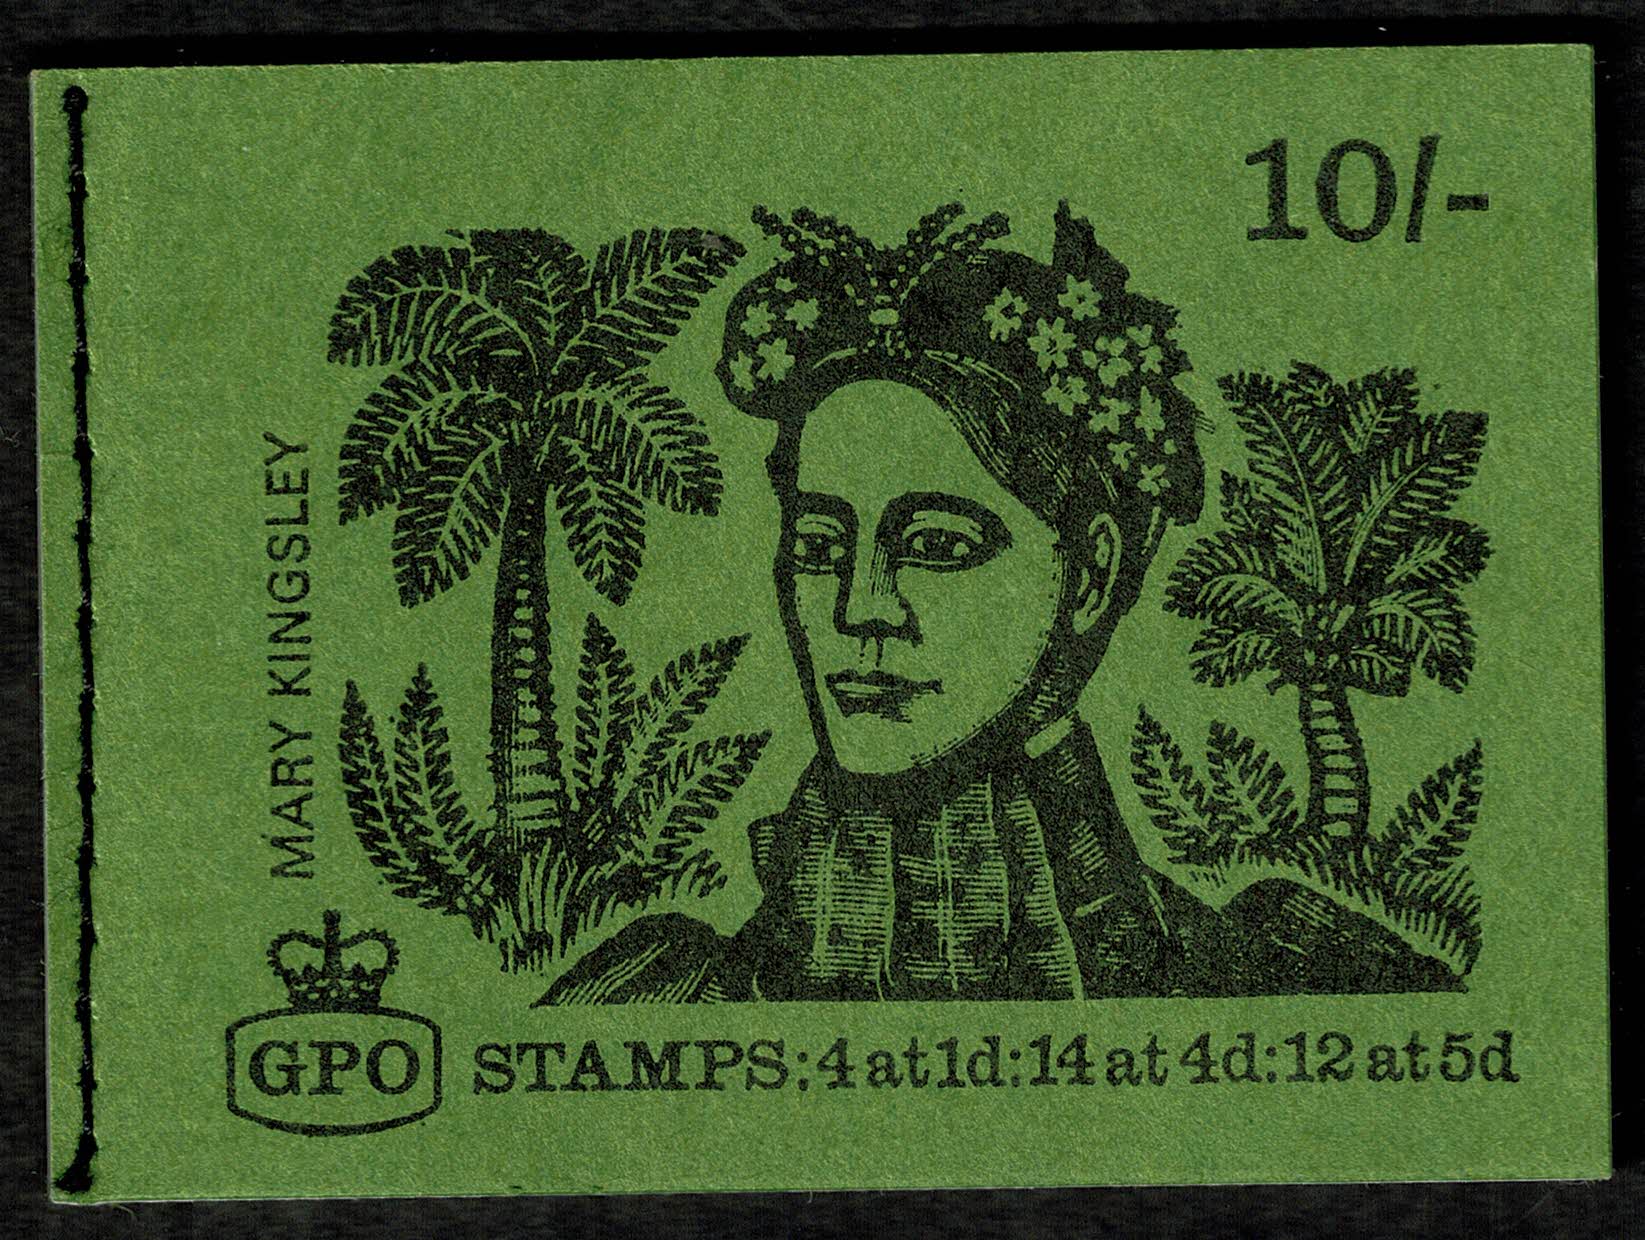 10/-
MARY KINGSLEY
GPO
STAMPS:4 at 1d:14 at 4d:12 at 5d